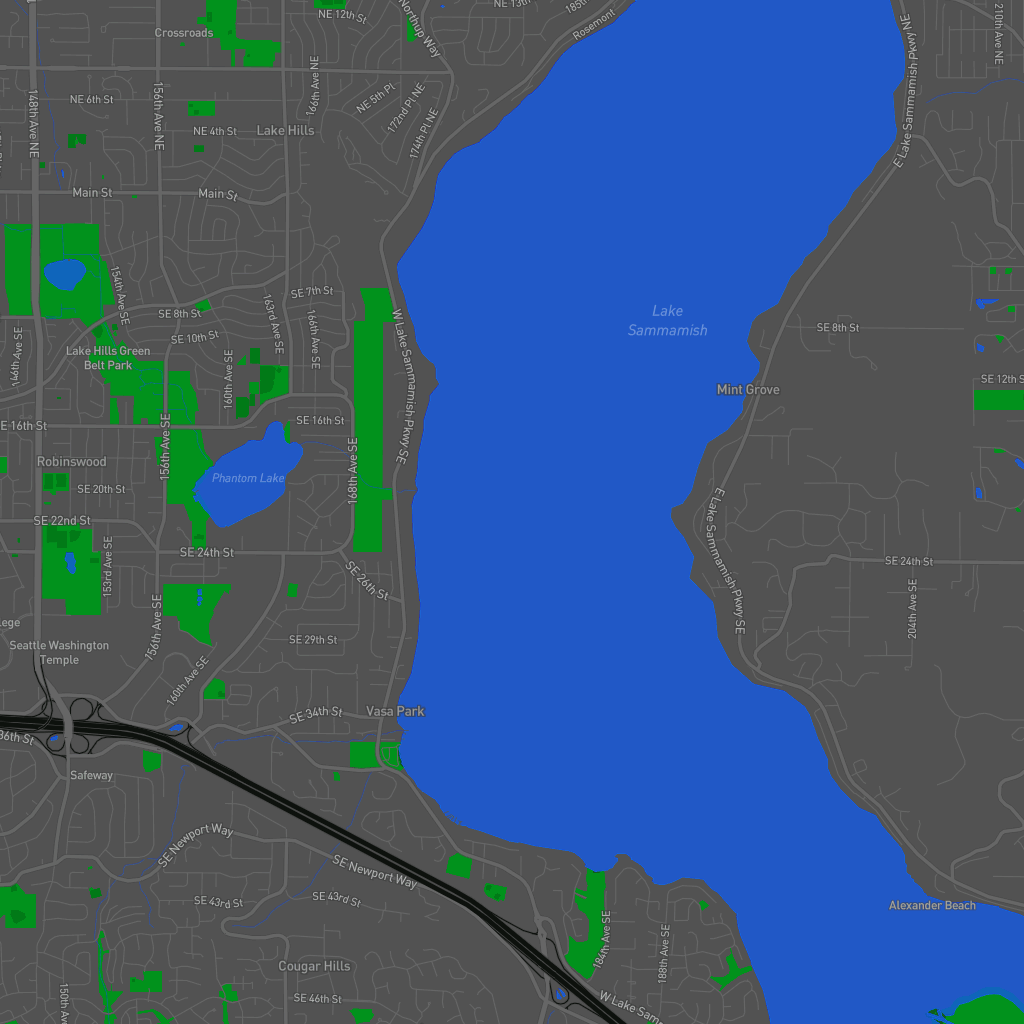 NE 12th St
Northup Way
NE 13th
185th
Rosemont
210th Ave NE
E Lake Sammamish Pkwy NE
Crossroads
148th Ave NE
156th Ave NE
166th Ave NE
NE 5th Pl
172nd Pl NE
174th Pl NE
NE 6th St
NE 4th St
Lake Hills
Main St
Main St
154th Ave SE
163rd Ave SE
SE 7th St
166th Ave SE
W Lake Sammamish Pkwy SE
SE 8th St
SE 10th St
Lake
Sammamish
SE 8th St
146th Ave SE
Lake Hills Green
Belt Park
160th Ave SE
Mint Grove
SE 12th St
SE 16th St
SE 16th St
156th Ave SE
168th Ave SE
Robinswood
Phantom Lake
SE 20th St
E Lake Sammamish Pkwy SE
SE 22nd St
SE 24th St
SE 24th St
153rd Ave SE
SE 26th St
204th Ave SE
156th Ave SE
lege
SE 29th St
Seattle Washington
Temple
160th Ave SE
SE 34th St
Vasa Park
36th St
Safeway
SE Newport Way
SE Newport Way
SE 43rd St
SE 43rd St
Alexander Beach
184th Ave SE
188th Ave SE
Cougar Hills
150th Av
SE 46th St
W Lake Sam